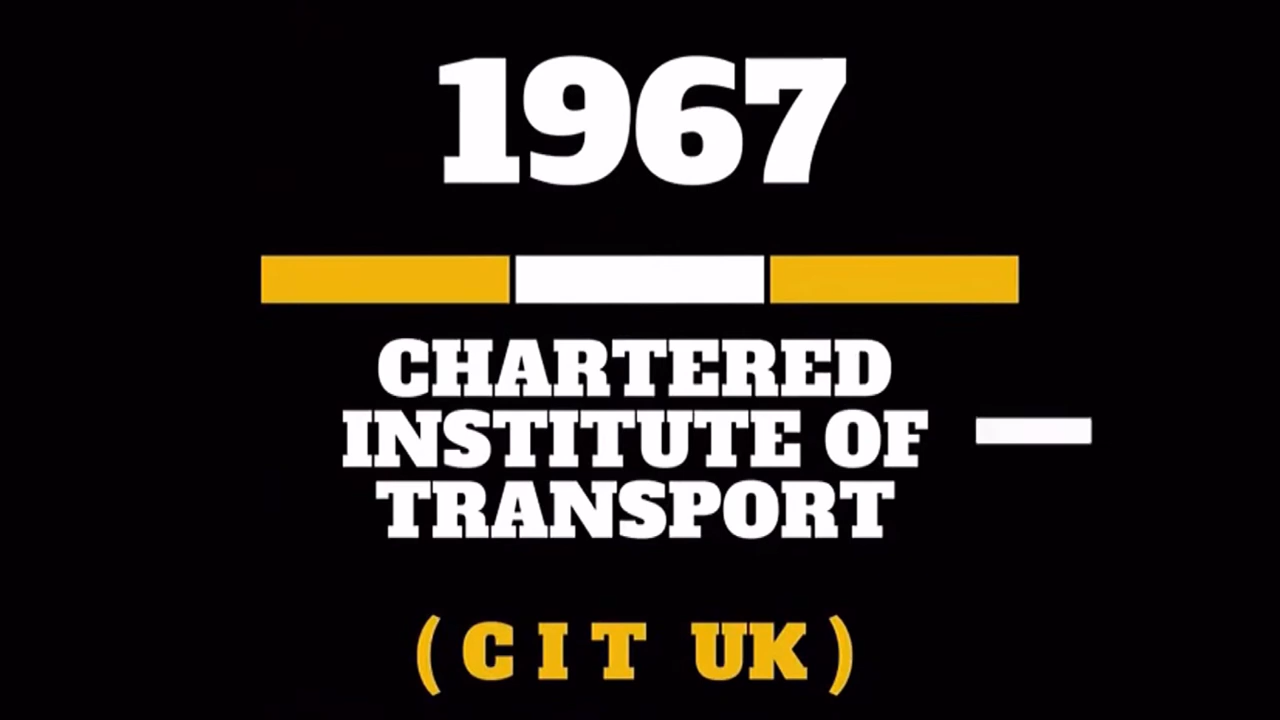 1967
CHARTERED
INSTITUTE OF
TRANSPORT
( C I T UK )